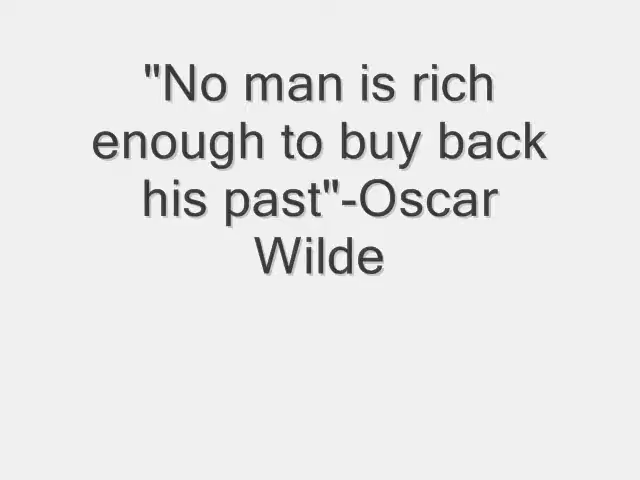 "No man is rich
enough to buy back
his past"-Oscar
Wilde